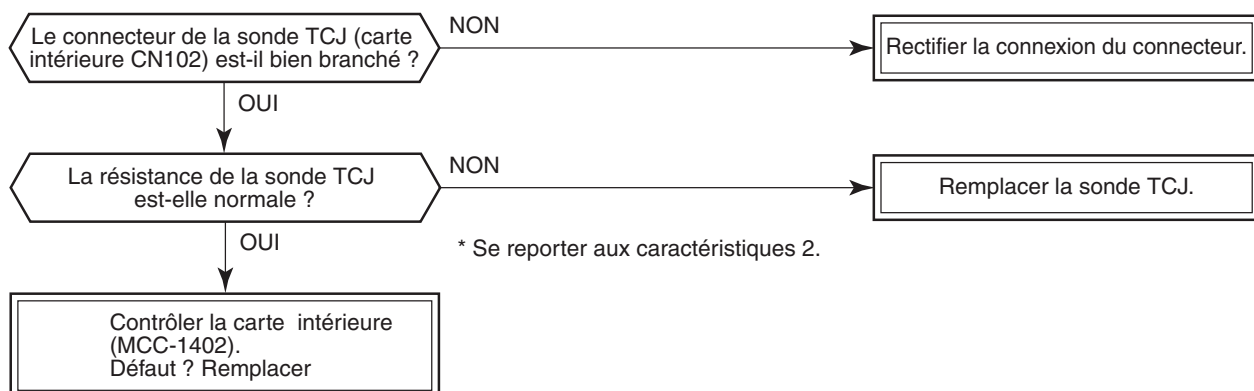 Le connecteur de la sonde TCJ (carte
intérieure CN102) est-il bien branché ?
NON
Rectifier la connexion du connecteur.
OUI
La résistance de la sonde TCJ
est-elle normale ?
NON
Remplacer la sonde TCJ.
OUI
* Se reporter aux caractéristiques 2.
Contrôler la carte intérieure
(MCC-1402).
Défaut ? Remplacer